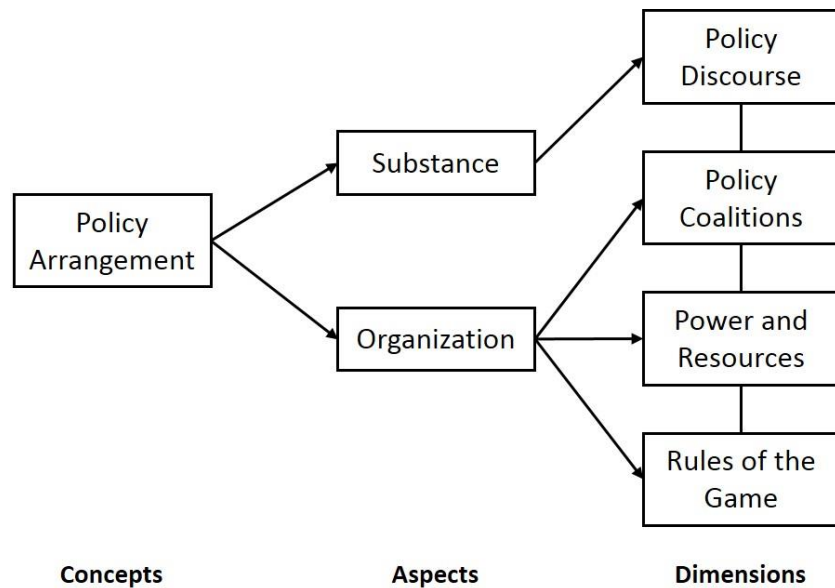 Policy
Discourse
Substance
Policy
Coalitions
Policy
Arrangement
Organization
Power and
Resources
Rules of the
Game
Concepts
Aspects
Dimensions